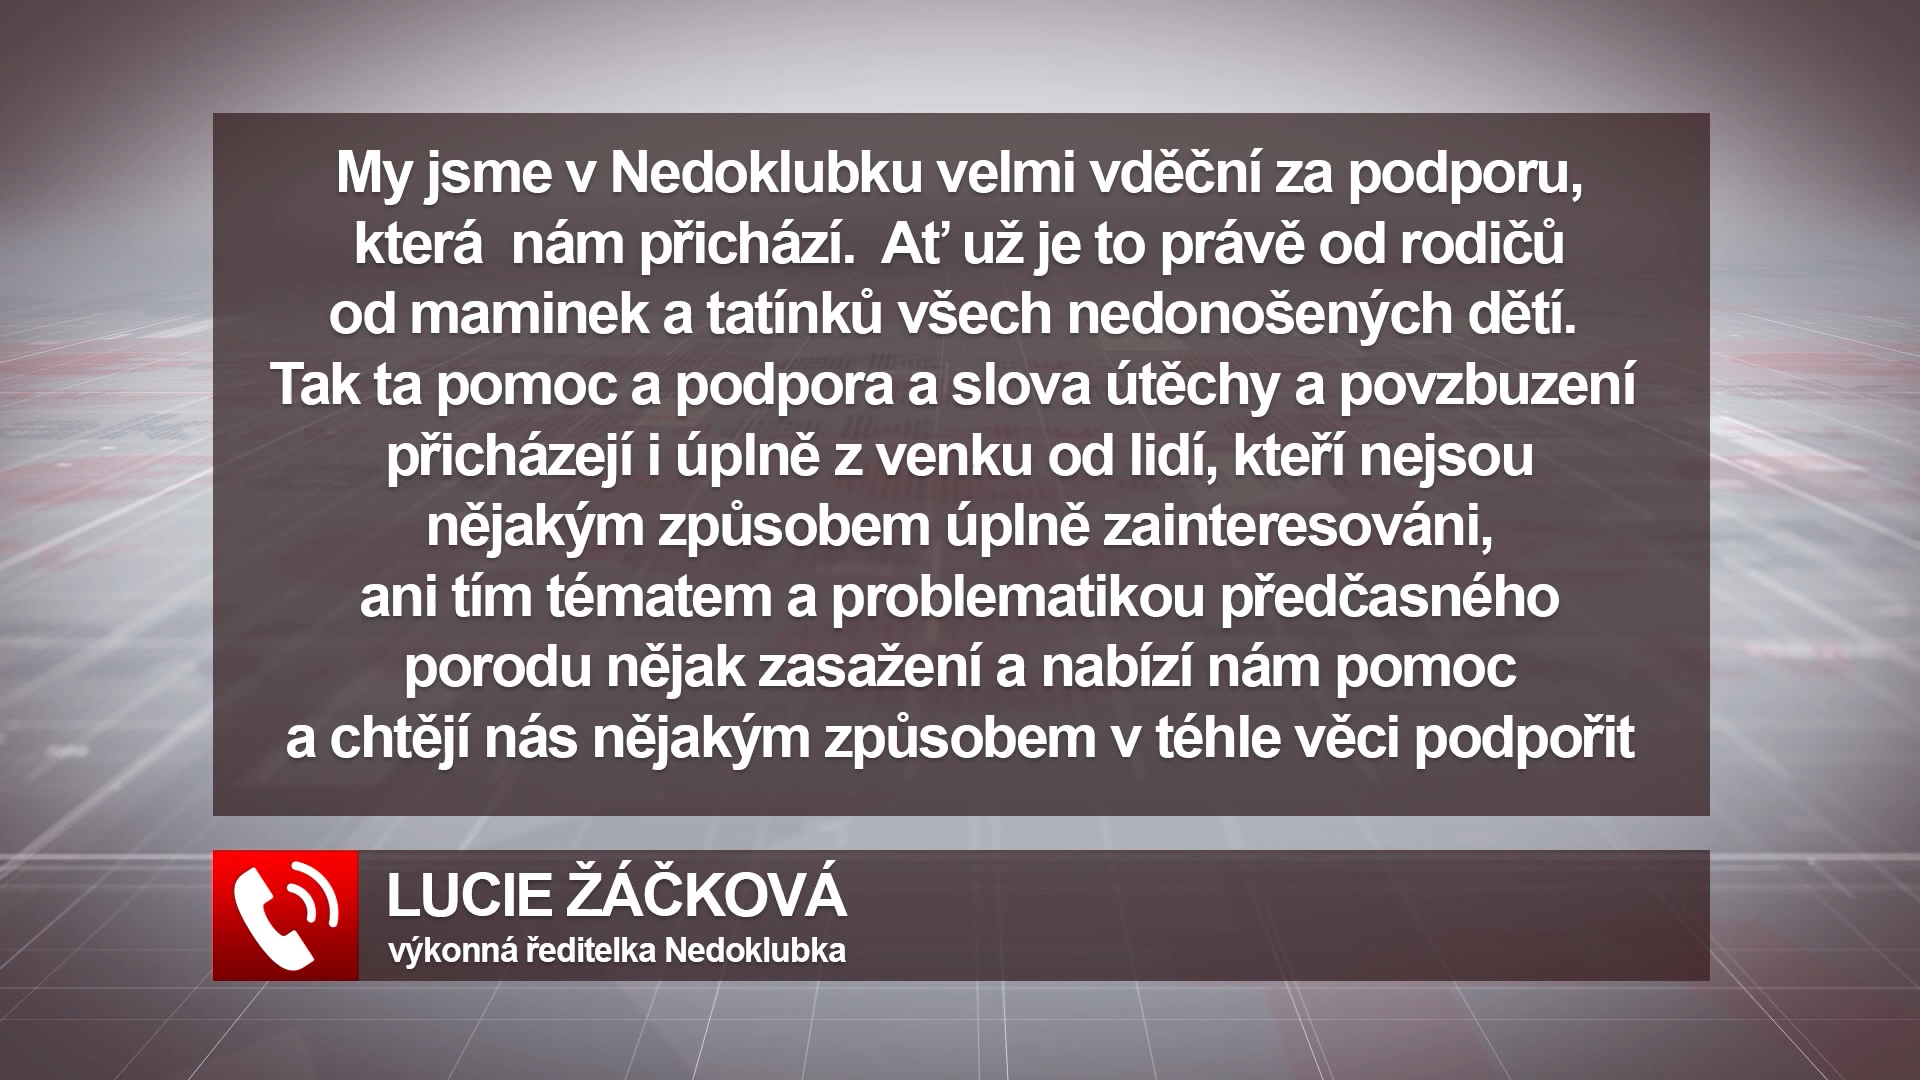 My jsme v Nedoklubku velmi vděční za podporu,
která  nám přichází.  Ať už je to právě od rodičů
od maminek a tatínků všech nedonošených dětí.
Tak ta pomoc a podpora a slova útěchy a povzbuzení
přicházejí i úplně z venku od lidí, kteří nejsou
nějakým způsobem úplně zainteresováni,
ani tím tématem a problematikou předčasného
porodu nějak zasažení a nabízí nám pomoc
a chtějí nás nějakým způsobem v téhle věci podpořit
LUCIE ŽÁČKOVÁ
výkonná ředitelka Nedoklubka